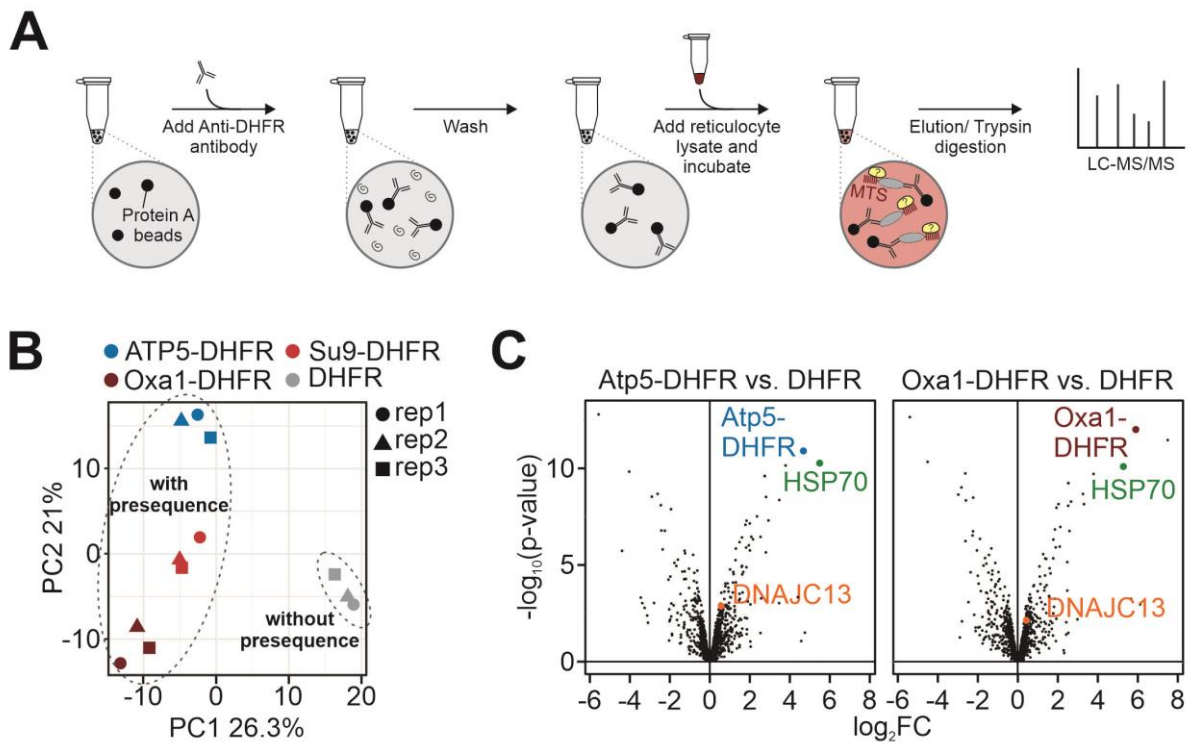 A
Add Anti-DHFR
antibody
Wash
Add reticulocyte
lysate and
incubate
Elution/ Trypsin
digestion
LC-MS/MS
Protein A
beads
?
MTS
?
?
B
ATP5-DHFR
Su9-DHFR
Oxa1-DHFR
DHFR
rep1
rep2
rep3
with
presequence
without
presequence
PC2 21%
10
0
-10
-10
0
10
20
PC1 26.3%
C
Atp5-DHFR vs. DHFR
Oxa1-DHFR vs. DHFR
Atp5-
DHFR
HSP70
DNAJC13
Oxa1-
DHFR
HSP70
DNAJC13
-log10(p-value)
10
5
0
-6
-4
-2
0
2
4
6
8
-6
-4
-2
0
2
4
6
8
log2FC